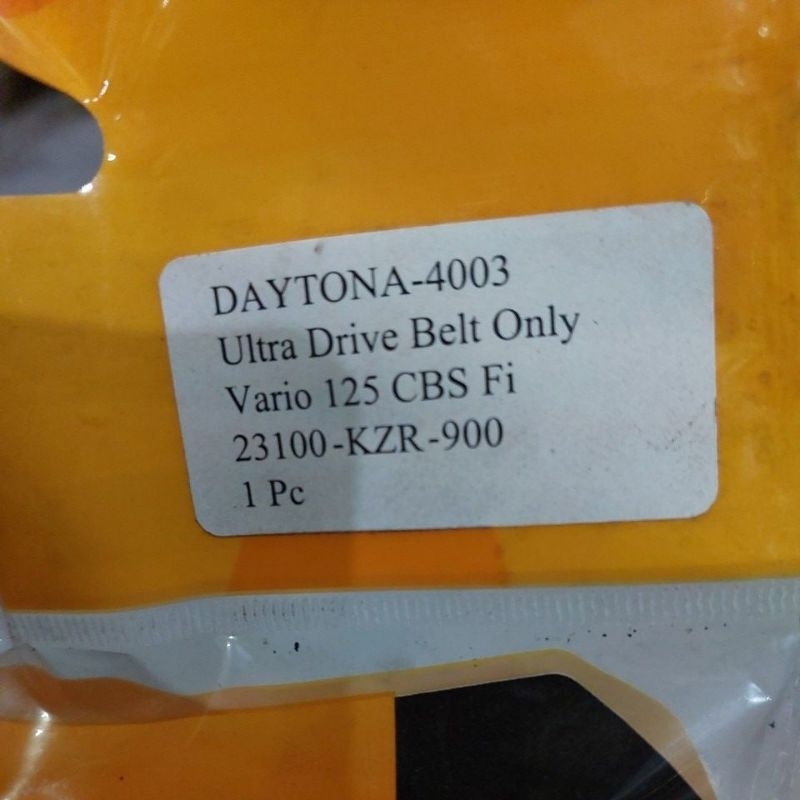 DAYTONA-4003
Ultra Drive Belt Only
Vario 125 CBS Fi
23100-KZR-900
1 Pc